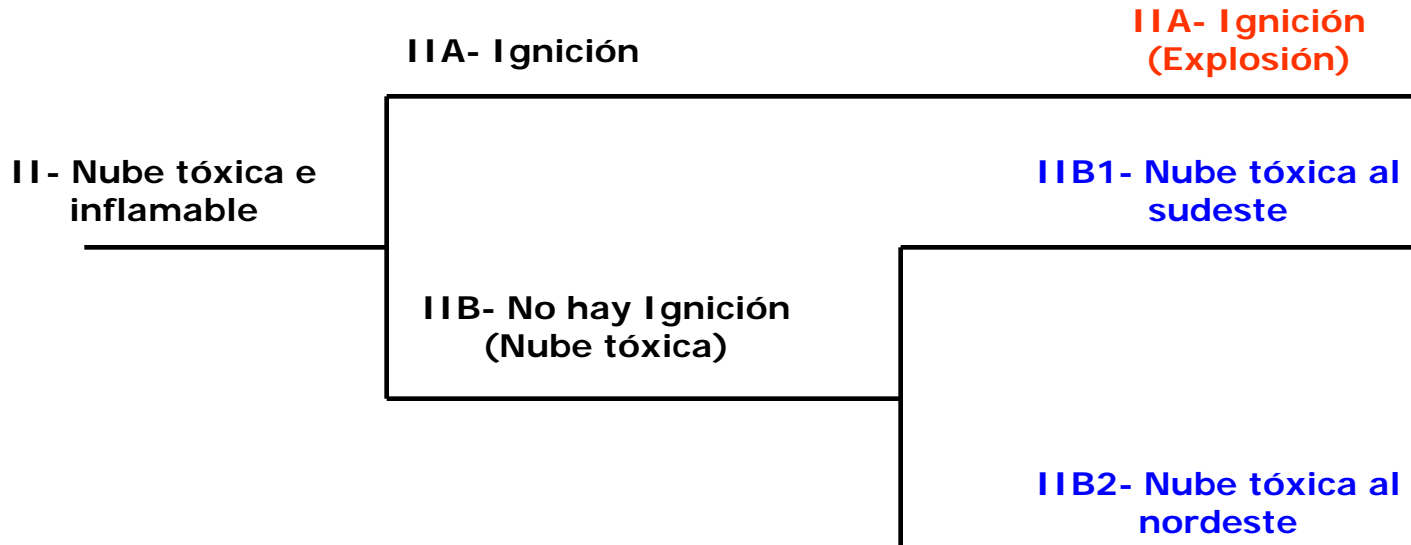 IIA- Ignición
IIA- Ignición
(Explosión)
II- Nube tóxica e
inflamable
IIB1- Nube tóxica al
sudeste
IIB- No hay Ignición
(Nube tóxica)
IIB2- Nube tóxica al
nordeste